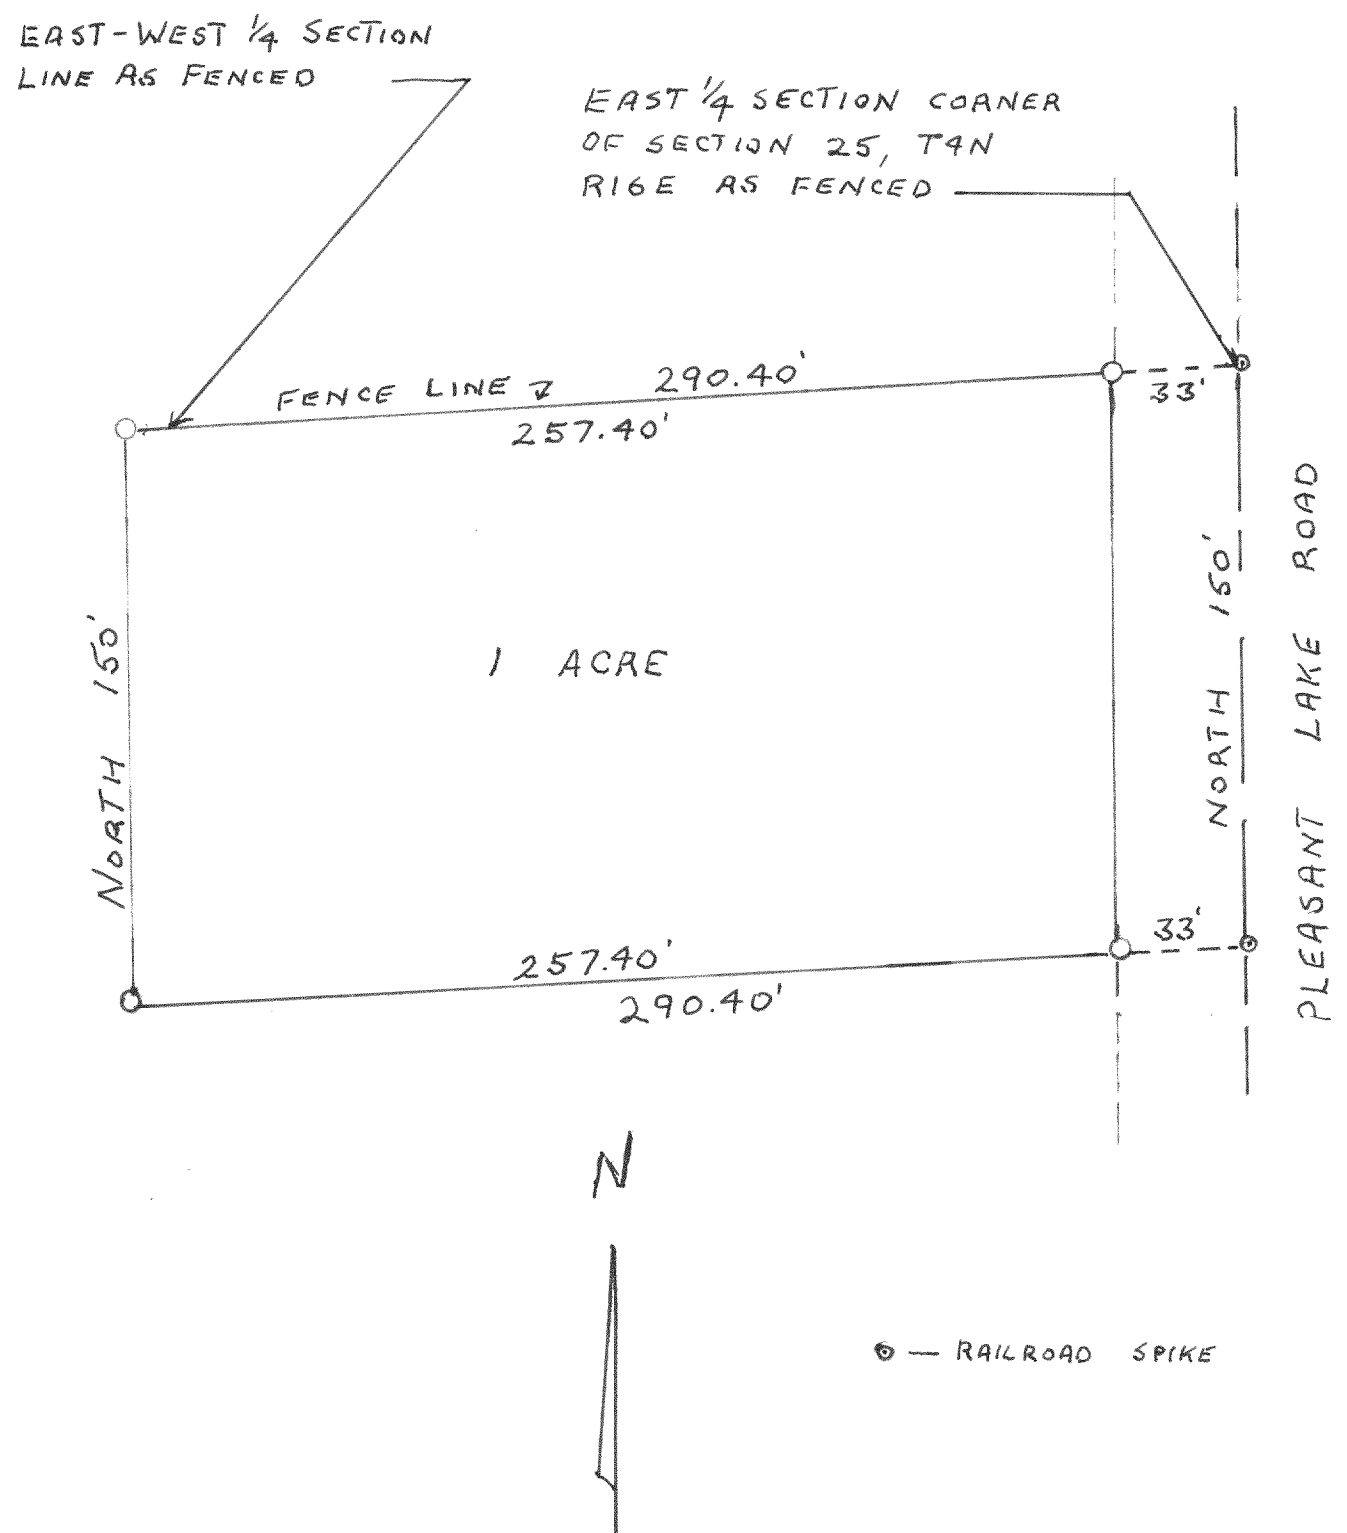 EAST-WEST 1/4 SECTION
LINE AS FENCED
EAST 1/4 SECTION CORNER
OF SECTION 25, T4N
R16E AS FENCED
FENCE LINE
290.40'
33'
257.40'
NORTH 150'
1 ACRE
NORTH 150'
PLEASANT LAKE ROAD
33'
257.40'
290.40'
N
— RAILROAD SPIKE